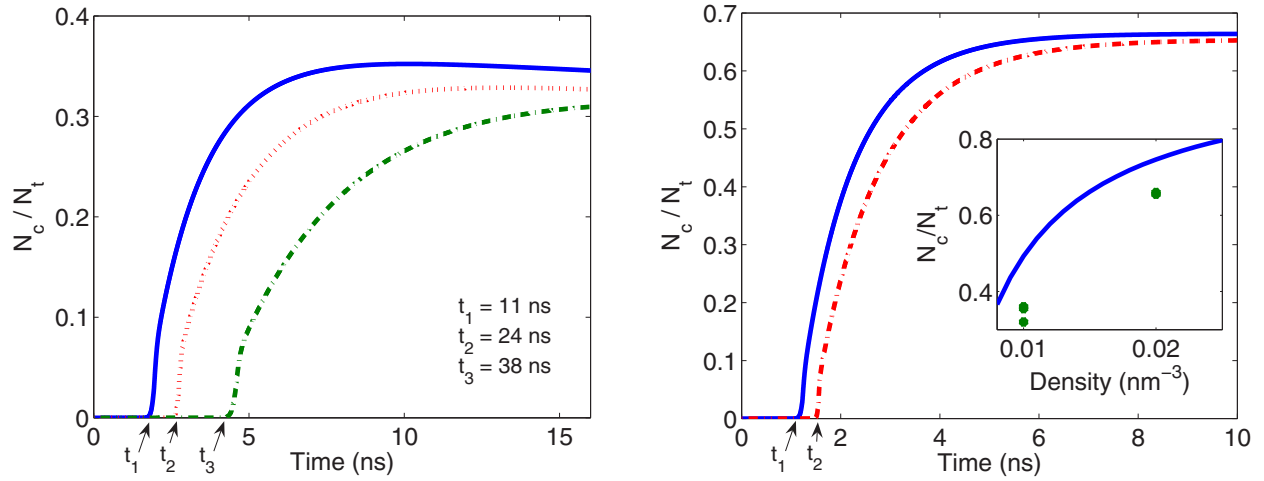 0.4
0.3
0.2
0.1
0
N_c / N_t
0 5 10 15
t_1 t_2 t_3
Time (ns)
t_1 = 11 ns
t_2 = 24 ns
t_3 = 38 ns
0.7
0.6
0.5
0.4
0.3
0.2
0.1
0
N_c / N_t
0 2 4 6 8 10
t_1 t_2
Time (ns)
0.8
0.6
0.4
N_c/N_t
0.01 0.02
Density (nm⁻³)